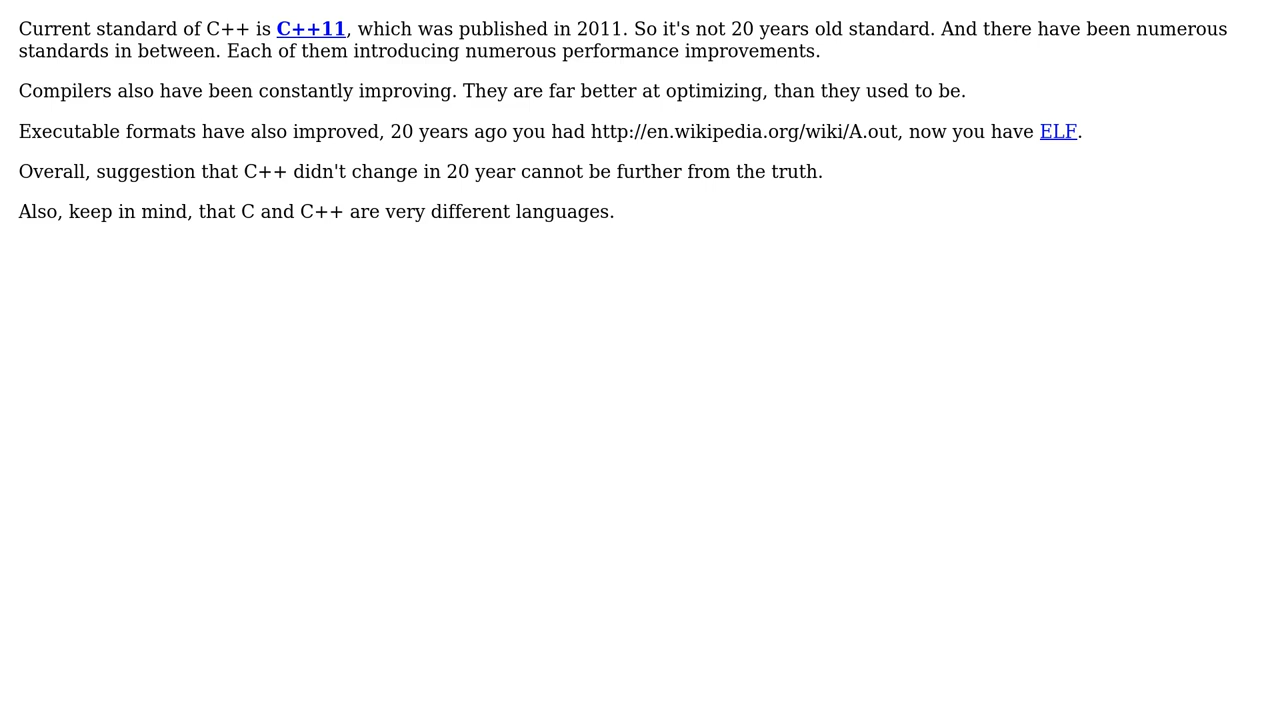 Current standard of C++ is C++11, which was published in 2011. So it's not 20 years old standard. And there have been numerous
standards in between. Each of them introducing numerous performance improvements.
Compilers also have been constantly improving. They are far better at optimizing, than they used to be.
Executable formats have also improved, 20 years ago you had http://en.wikipedia.org/wiki/A.out, now you have ELF.
Overall, suggestion that C++ didn't change in 20 year cannot be further from the truth.
Also, keep in mind, that C and C++ are very different languages.